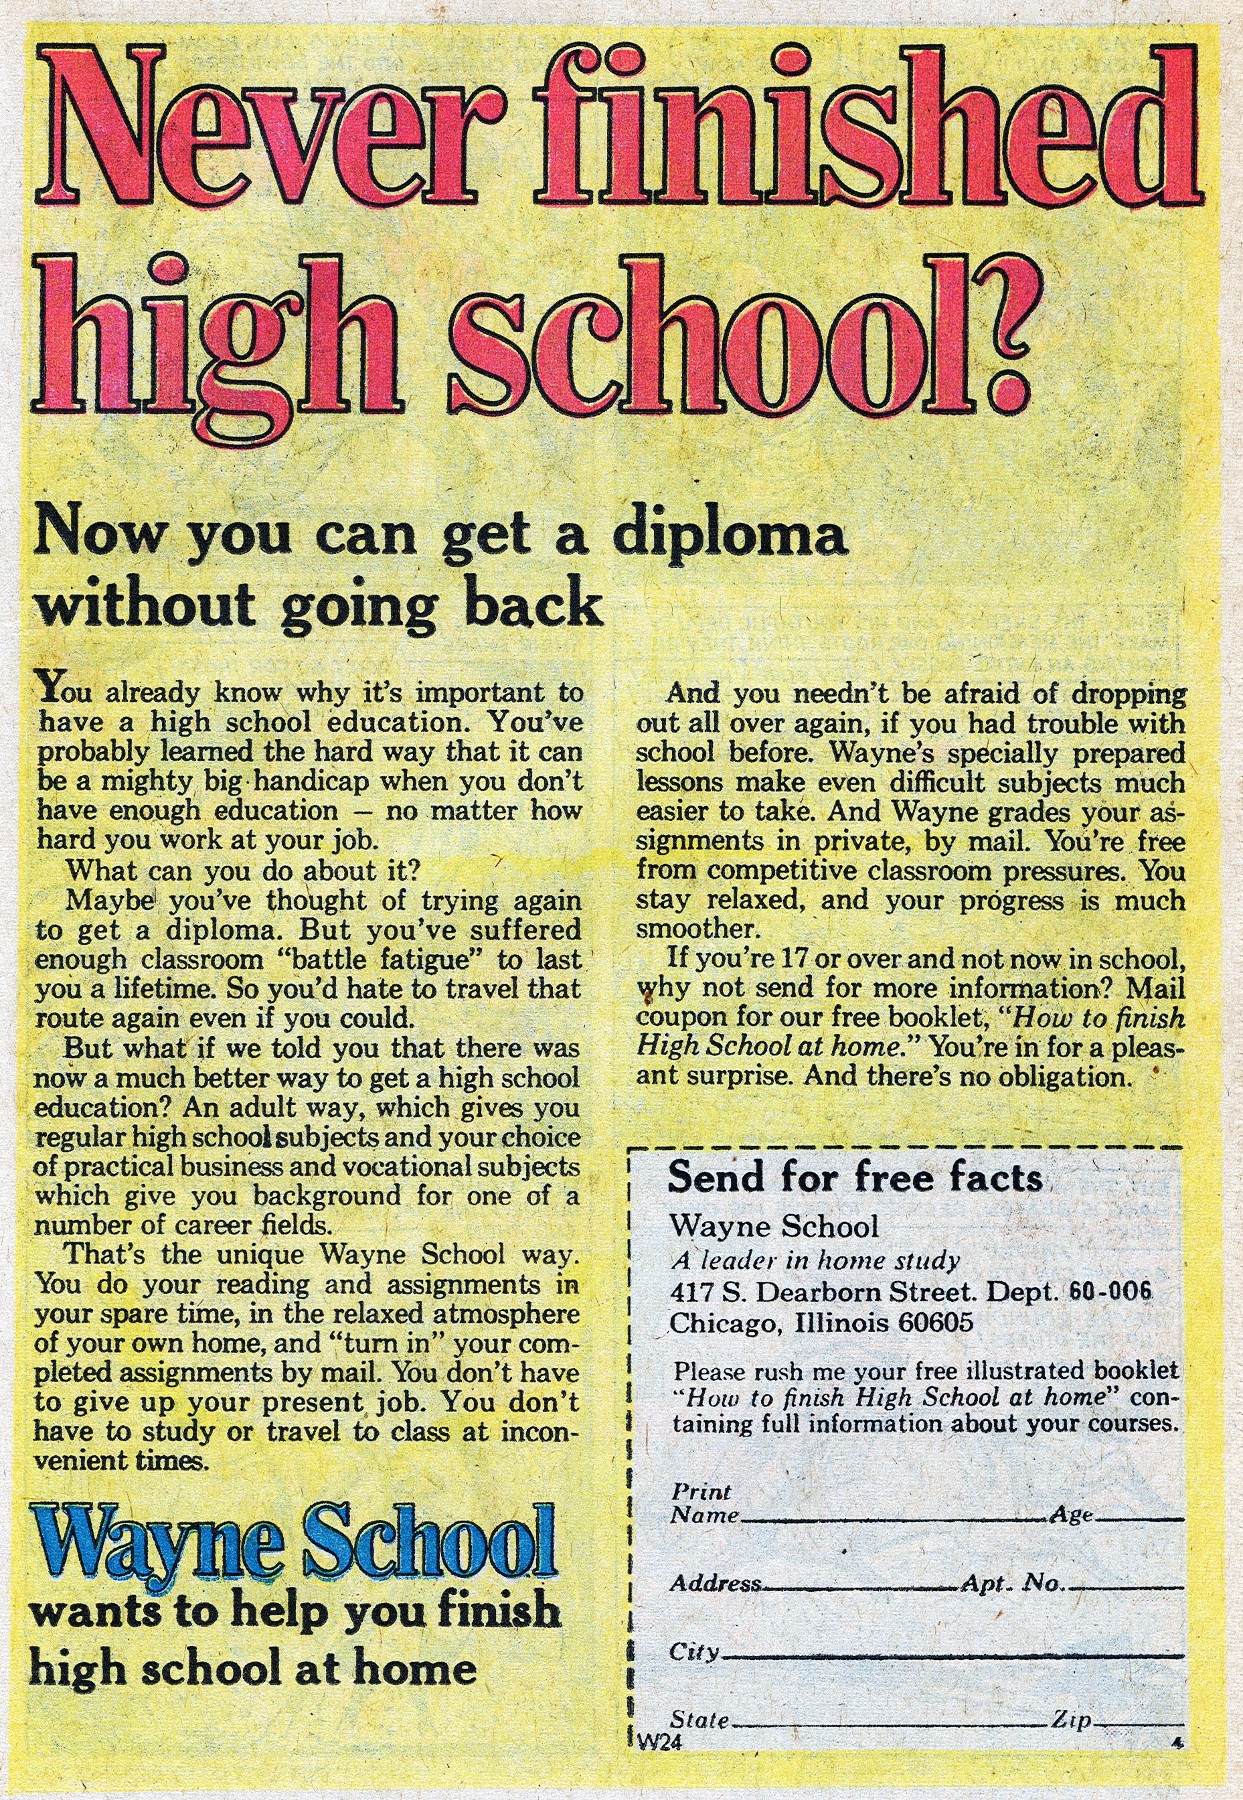 Never finished
high school?
Now you can get a diploma
without going back
You already know why it's important to
have a high school education. You've
probably learned the hard way that it can
be a mighty big handicap when you don't
have enough education — no matter how
hard you work at your job.
What can you do about it?
Maybe you've thought of trying again
to get a diploma. But you've suffered
enough classroom "battle fatigue" to last
you a lifetime. So you'd hate to travel that
route again even if you could.
But what if we told you that there was
now a much better way to get a high school
education? An adult way, which gives you
regular high school subjects and your choice
of practical business and vocational subjects
which give you background for one of a
number of career fields.
That's the unique Wayne School way.
You do your reading and assignments in
your spare time, in the relaxed atmosphere
of your own home, and "turn in" your com-
pleted assignments by mail. You don't have
to give up your present job. You don't
have to study or travel to class at incon-
venient times.
Wayne School
wants to help you finish
high school at home
And you needn't be afraid of dropping
out all over again, if you had trouble with
school before. Wayne's specially prepared
lessons make even difficult subjects much
easier to take. And Wayne grades your as-
signments in private, by mail. You're free
from competitive classroom pressures. You
stay relaxed, and your progress is much
smoother.
If you're 17 or over and not now in school,
why not send for more information? Mail
coupon for our free booklet, "How to finish
High School at home." You're in for a pleas-
ant surprise. And there's no obligation.
Send for free facts
Wayne School
A leader in home study
417 S. Dearborn Street. Dept. 60-006
Chicago, Illinois 60605
Please rush me your free illustrated booklet
"How to finish High School at home" con-
taining full information about your courses.
Print
Name Age
Address Apt. No.
City
State Zip
W24 4